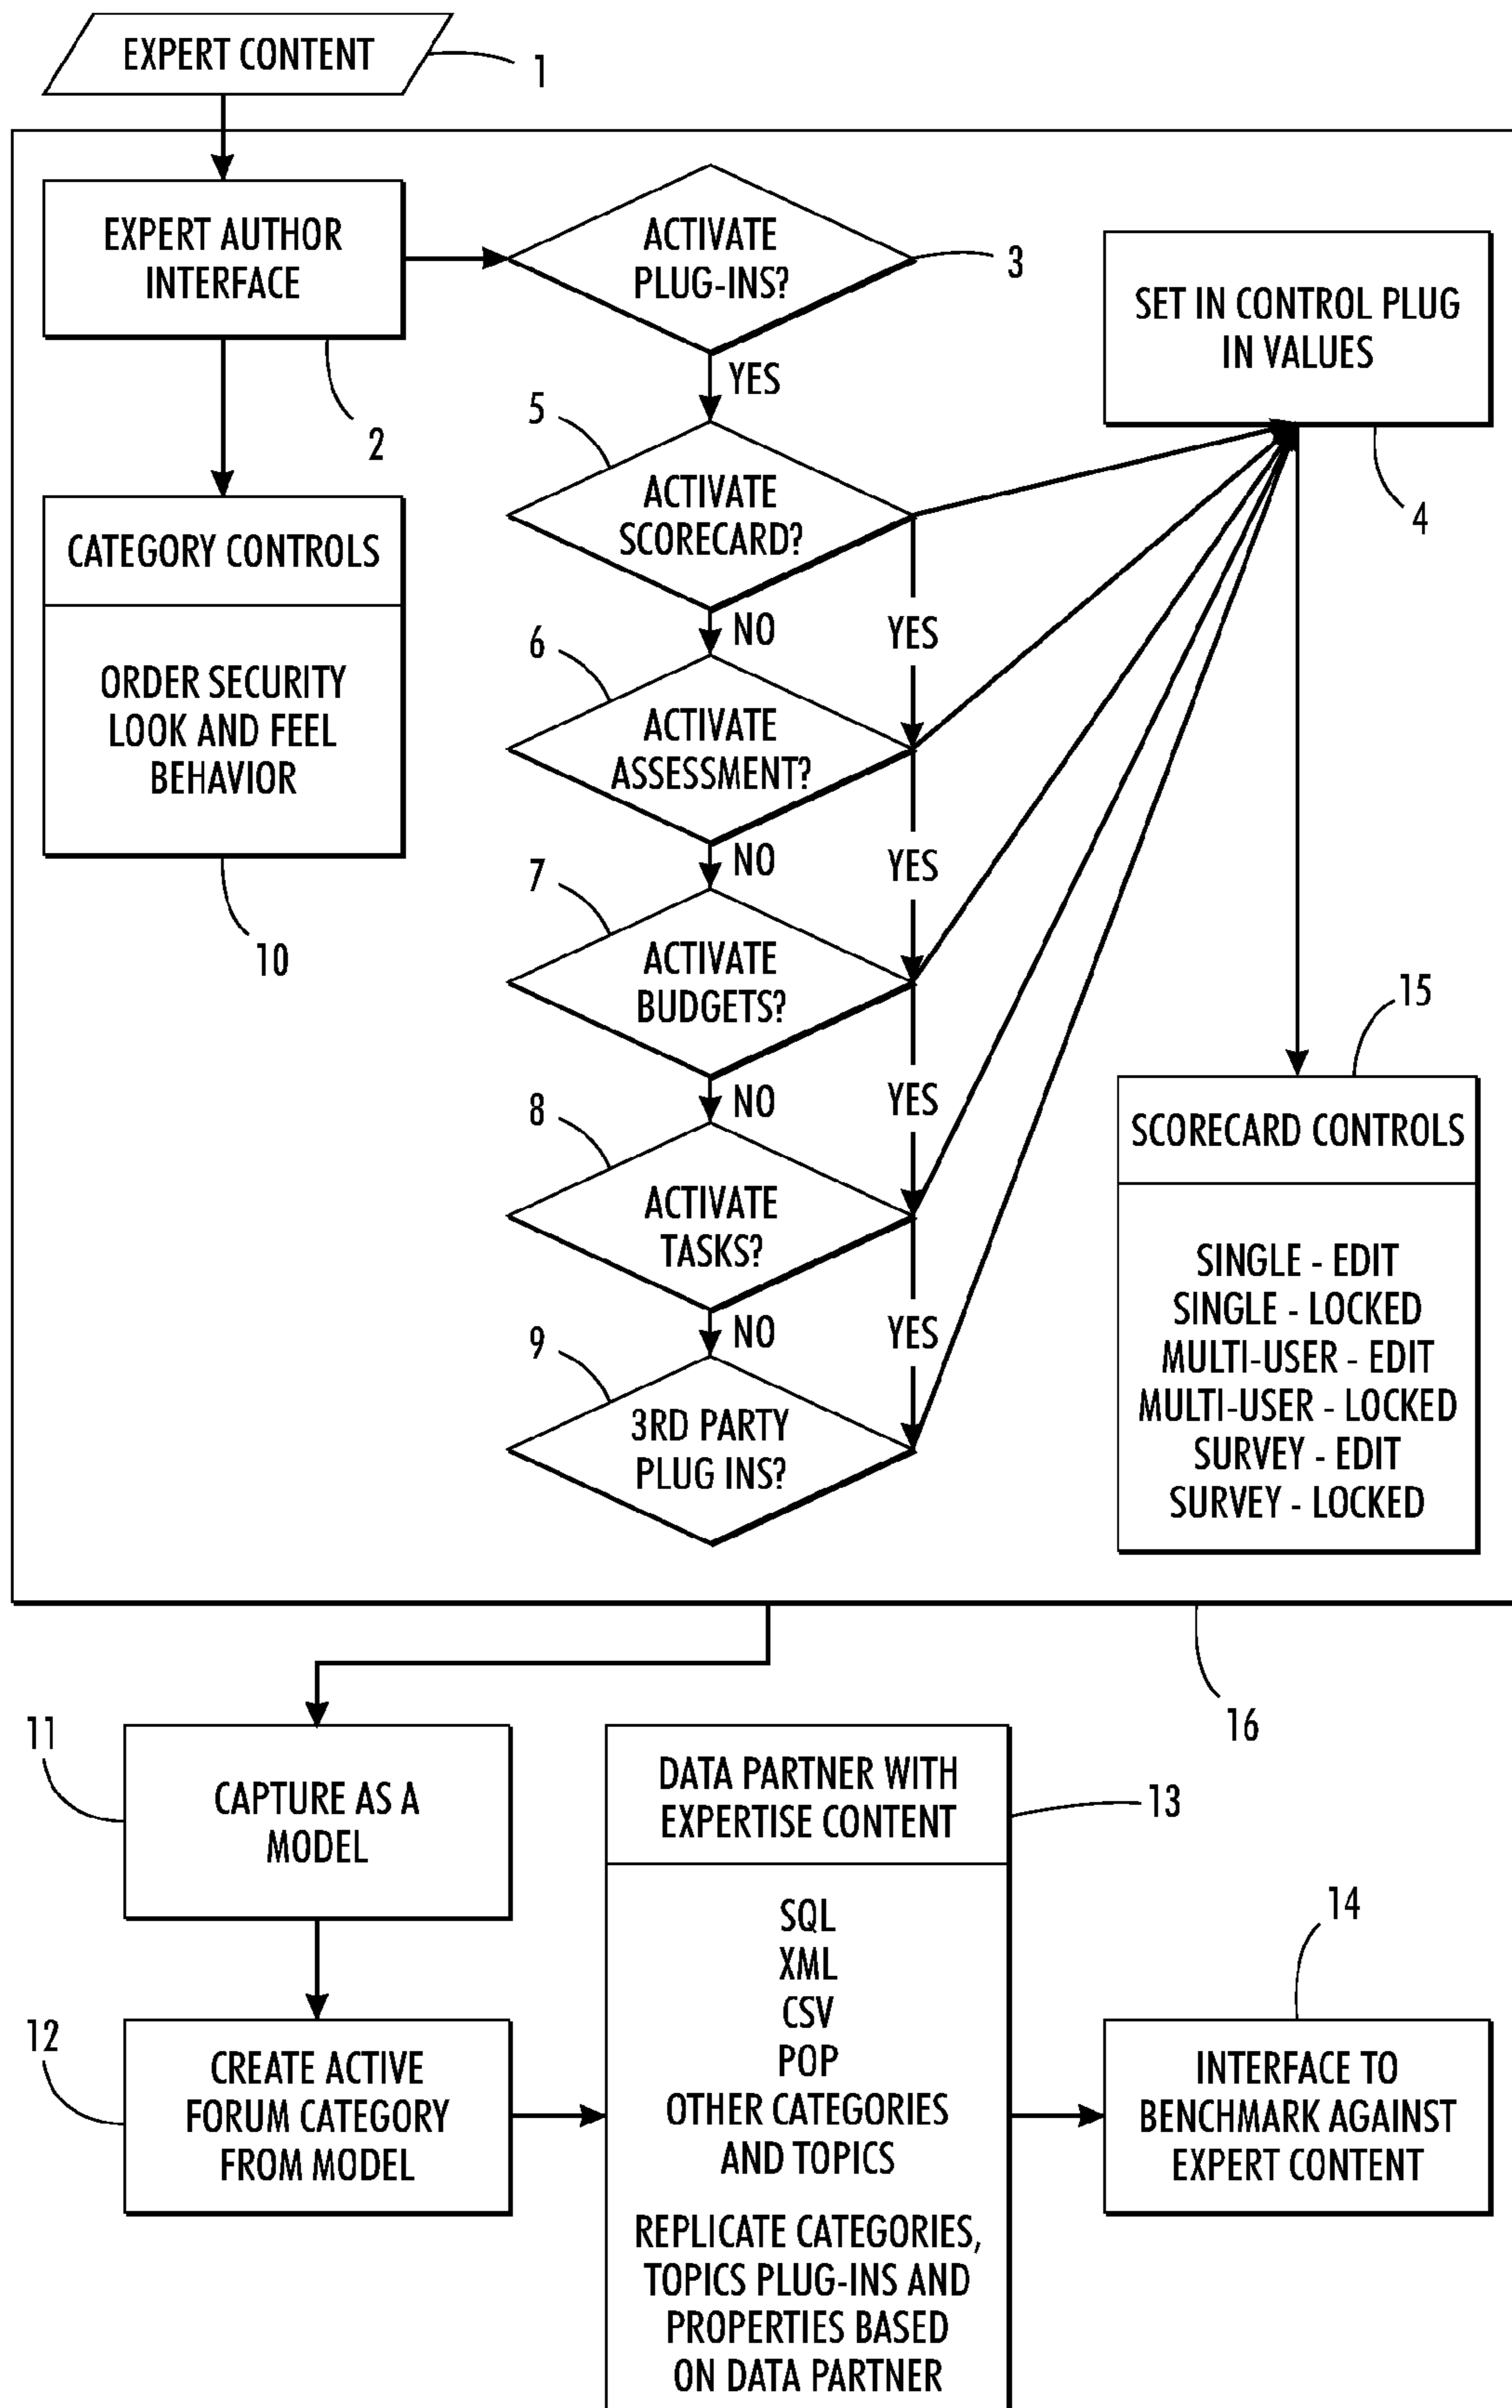 EXPERT CONTENT
1
EXPERT AUTHOR
INTERFACE
2
ACTIVATE
PLUG-INS?
3
YES
SET IN CONTROL PLUG
IN VALUES
4
CATEGORY CONTROLS
ORDER SECURITY
LOOK AND FEEL
BEHAVIOR
10
5
ACTIVATE
SCORECARD?
NO
YES
6
ACTIVATE
ASSESSMENT?
NO
YES
7
ACTIVATE
BUDGETS?
NO
YES
8
ACTIVATE
TASKS?
NO
YES
9
3RD PARTY
PLUG INS?
15
SCORECARD CONTROLS
SINGLE - EDIT
SINGLE - LOCKED
MULTI-USER - EDIT
MULTI-USER - LOCKED
SURVEY - EDIT
SURVEY - LOCKED
16
11
CAPTURE AS A
MODEL
12
CREATE ACTIVE
FORUM CATEGORY
FROM MODEL
DATA PARTNER WITH
EXPERTISE CONTENT
13
SQL
XML
CSV
POP
OTHER CATEGORIES
AND TOPICS
REPLICATE CATEGORIES,
TOPICS PLUG-INS AND
PROPERTIES BASED
ON DATA PARTNER
14
INTERFACE TO
BENCHMARK AGAINST
EXPERT CONTENT